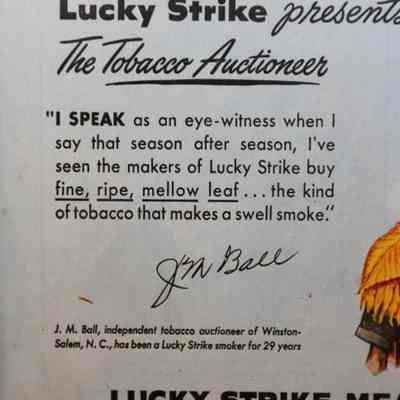 Lucky Strike presents
The Tobacco Auctioneer
"I SPEAK as an eye-witness when I
say that season after season, I've
seen the makers of Lucky Strike buy
fine, ripe, mellow leaf ... the kind
of tobacco that makes a swell smoke."
J M Ball
J. M. Ball, independent tobacco auctioneer of Winston-
Salem, N. C., has been a Lucky Strike smoker for 29 years
LUCKY STRIKE